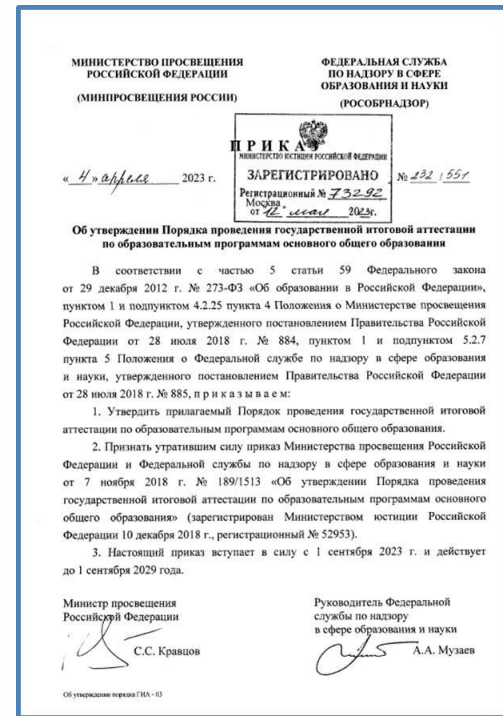 МИНИСТЕРСТВО ПРОСВЕЩЕНИЯ
РОССИЙСКОЙ ФЕДЕРАЦИИ
(МИНПРОСВЕЩЕНИЯ РОССИИ)
ФЕДЕРАЛЬНАЯ СЛУЖБА
ПО НАДЗОРУ В СФЕРЕ
ОБРАЗОВАНИЯ И НАУКИ
(РОСОБРНАДЗОР)
ПРИКАЗ
МИНИСТЕРСТВО ЮСТИЦИИ РОССИЙСКОЙ ФЕДЕРАЦИИ
ЗАРЕГИСТРИРОВАНО
Регистрационный № 73292
от "12" мая 2023г.
« 4 » апреля 2023 г.
Москва
№ 232/551
Об утверждении Порядка проведения государственной итоговой аттестации
по образовательным программам основного общего образования
В соответствии с частью 5 статьи 59 Федерального закона
от 29 декабря 2012 г. № 273-ФЗ «Об образовании в Российской Федерации»,
пунктом 1 и подпунктом 4.2.25 пункта 4 Положения о Министерстве просвещения
Российской Федерации, утвержденного постановлением Правительства Российской
Федерации от 28 июля 2018 г. № 884, пунктом 1 и подпунктом 5.2.7
пункта 5 Положения о Федеральной службе по надзору в сфере образования
и науки, утвержденного постановлением Правительства Российской Федерации
от 28 июля 2018 г. № 885, п р и к а з ы в а е м:
1. Утвердить прилагаемый Порядок проведения государственной итоговой
аттестации по образовательным программам основного общего образования.
2. Признать утратившим силу приказ Министерства просвещения Российской
Федерации и Федеральной службы по надзору в сфере образования и науки
от 7 ноября 2018 г. № 189/1513 «Об утверждении Порядка проведения
государственной итоговой аттестации по образовательным программам основного
общего образования» (зарегистрирован Министерством юстиции Российской
Федерации 10 декабря 2018 г., регистрационный № 52953).
3. Настоящий приказ вступает в силу с 1 сентября 2023 г. и действует
до 1 сентября 2029 года.
Министр просвещения
Российской Федерации
С.С. Кравцов
Руководитель Федеральной
службы по надзору
в сфере образования и науки
А.А. Музаев
Об утверждении порядка ГИА - 03